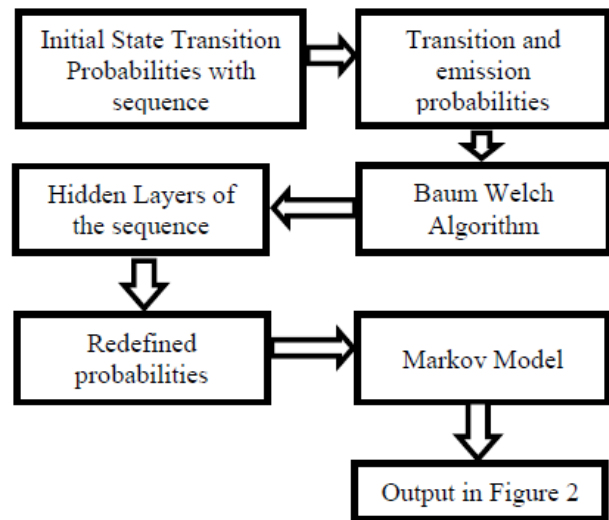 Initial State Transition
Probabilities with
sequence
Transition and
emission
probabilities
Baum Welch
Algorithm
Hidden Layers of
the sequence
Redefined
probabilities
Markov Model
Output in Figure 2